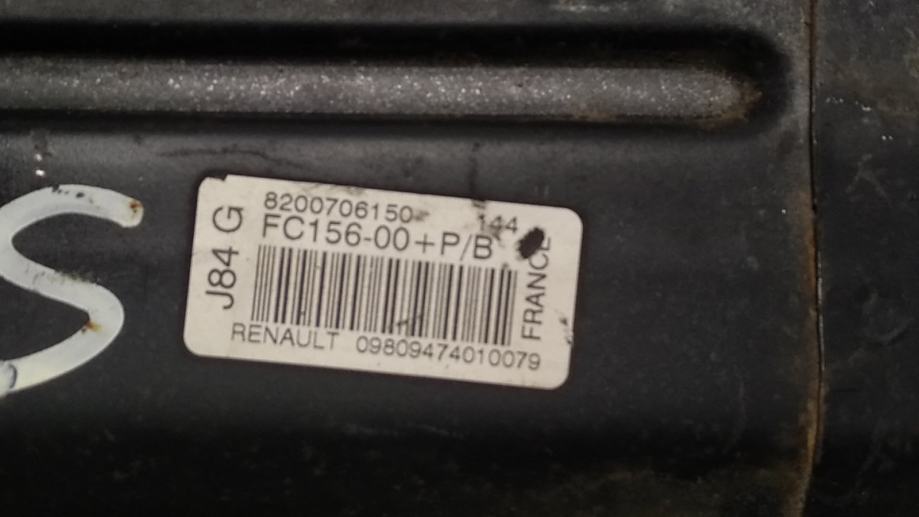 8200706150- 144
FC156-00+P/B
J84 G
FRANCE
RENAULT 09809474010079
S